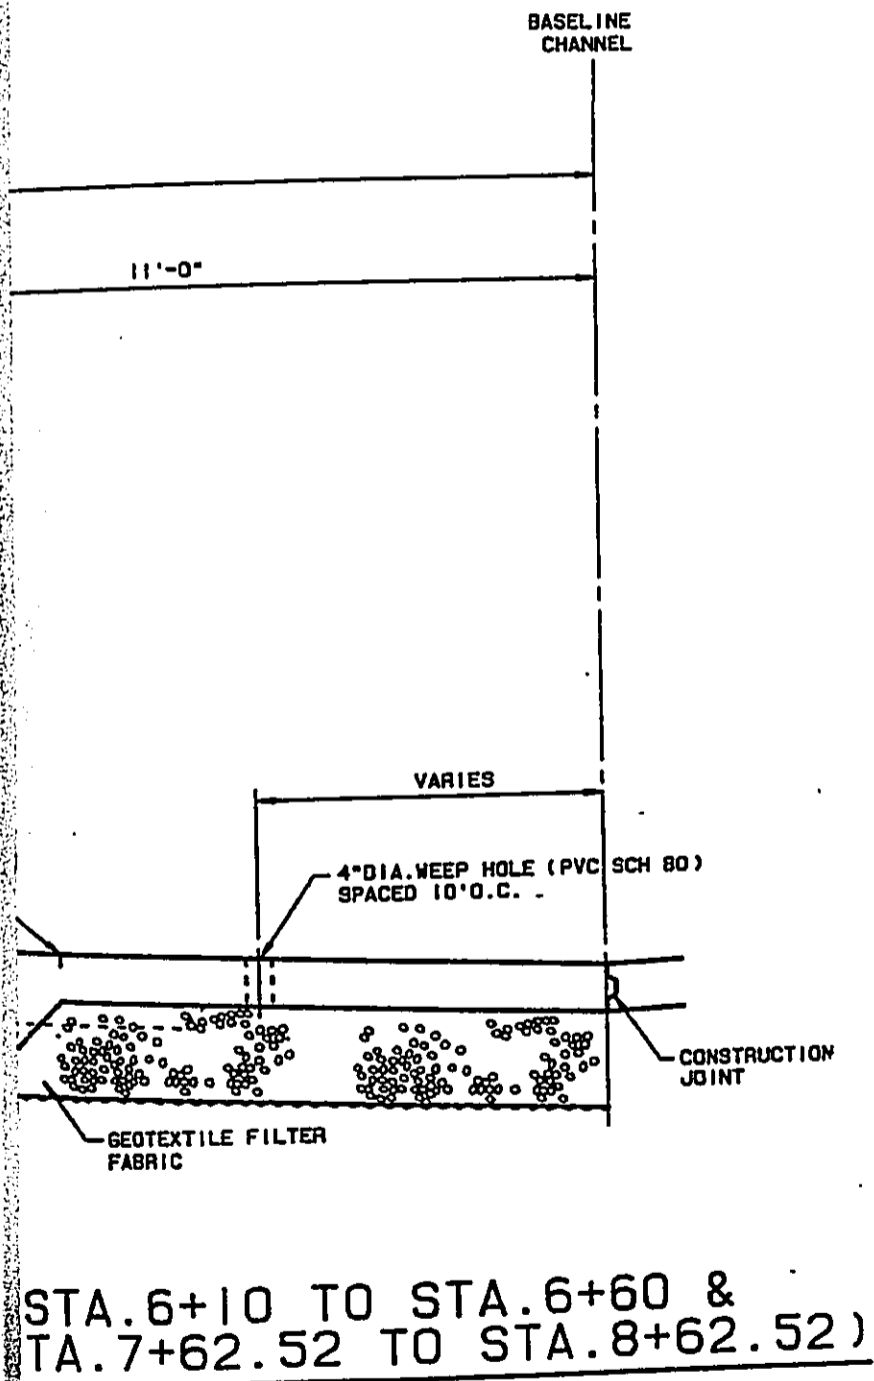 BASELINE
CHANNEL
11'-0"
VARIES
4"DIA.WEEP HOLE (PVC SCH 80)
SPACED 10'O.C.
CONSTRUCTION
JOINT
GEOTEXTILE FILTER
FABRIC
STA.6+10 TO STA.6+60 &
TA.7+62.52 TO STA.8+62.52)